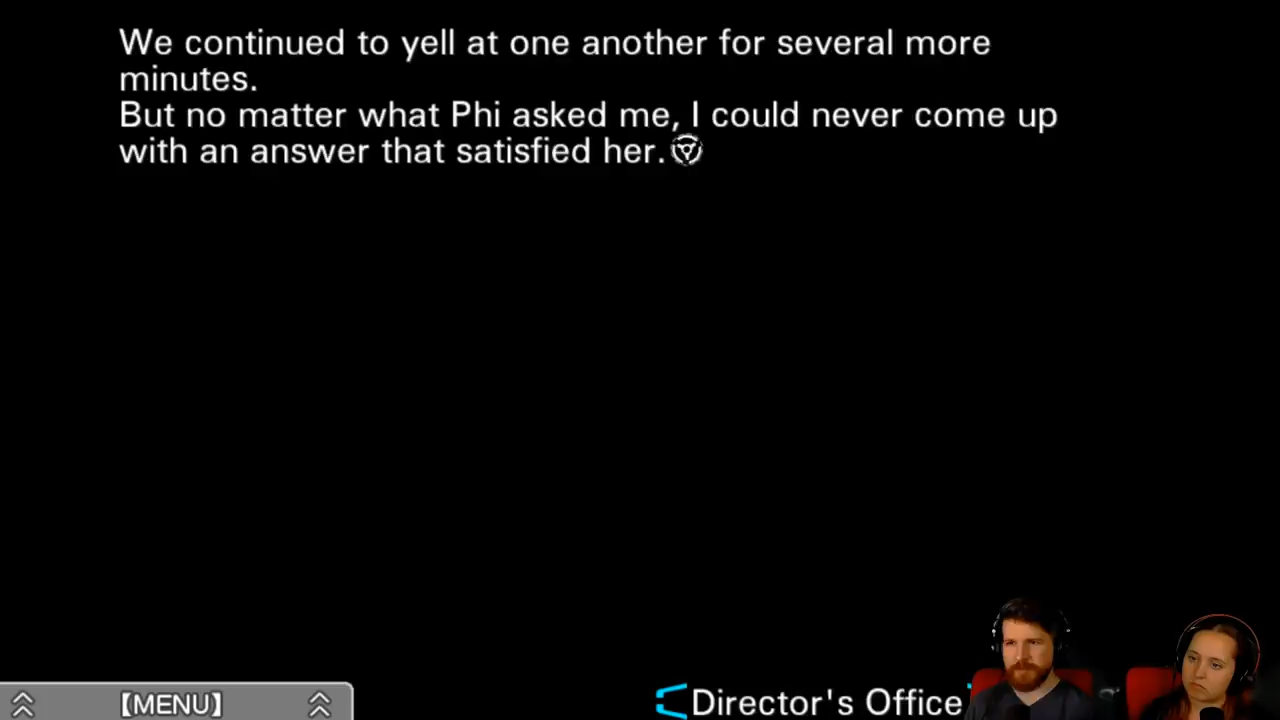 We continued to yell at one another for several more
minutes.
But no matter what Phi asked me, I could never come up
with an answer that satisfied her.
【MENU】
Director's Office